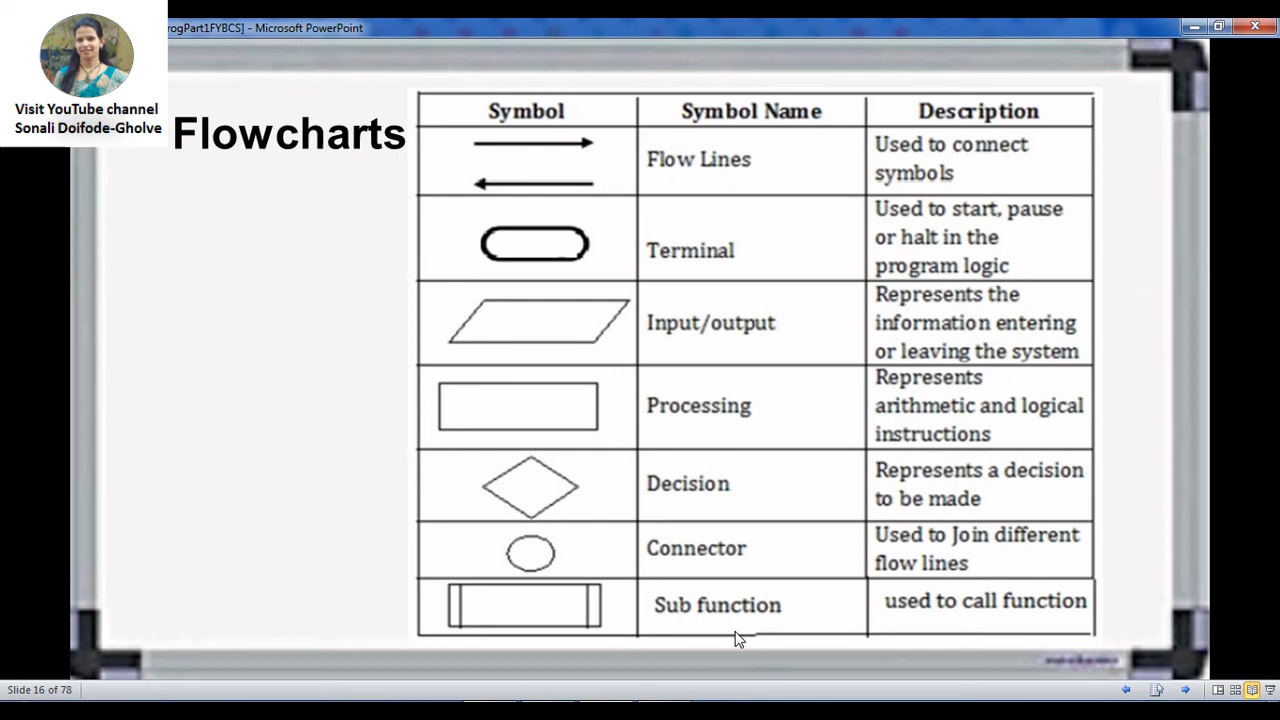 rogPart1FYBCS] - Microsoft PowerPoint
Visit YouTube channel
Sonali Doifode-Gholve
Flowcharts
Symbol Symbol Name Description
Flow Lines
Used to connect
symbols
Terminal
Used to start, pause
or halt in the
program logic
Input/output
Represents the
information entering
or leaving the system
Processing
Represents
arithmetic and logical
instructions
Decision
Represents a decision
to be made
Connector
Used to Join different
flow lines
Sub function
used to call function
Slide 16 of 78